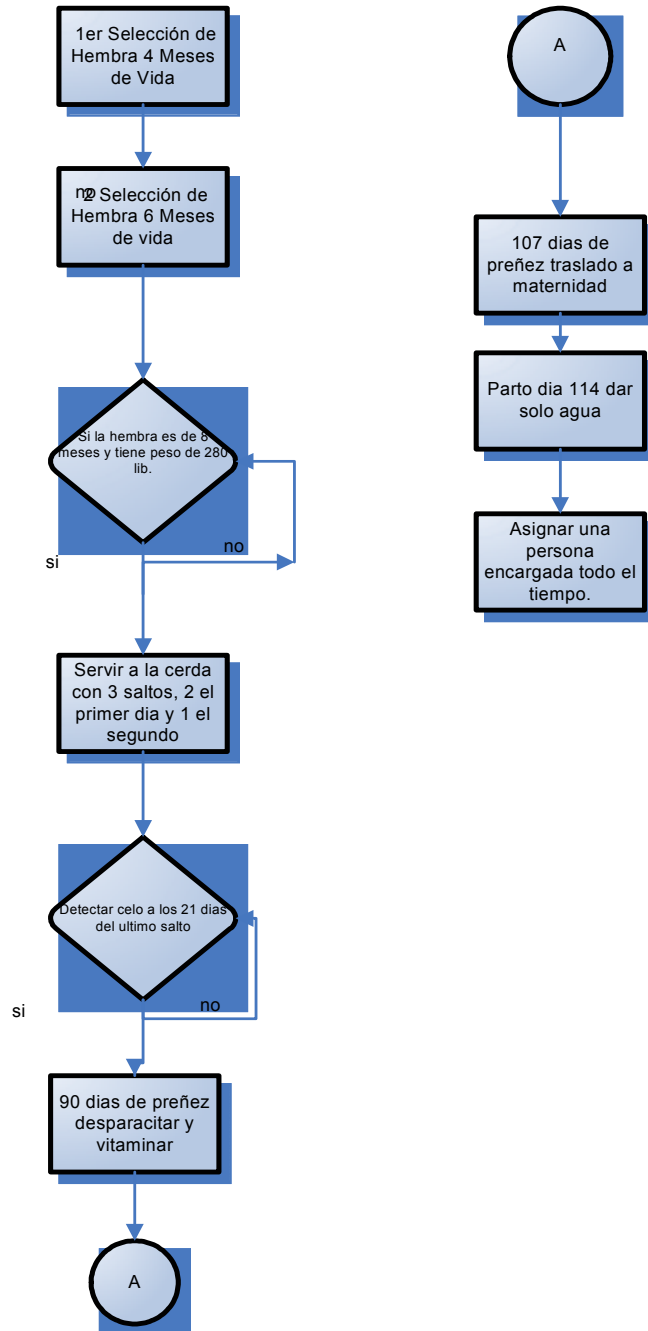 1er Selección de
Hembra 4 Meses
de Vida
no
2 Selección de
Hembra 6 Meses
de vida
Si la hembra es de 8
meses y tiene peso de 280
lib.
no
si
Servir a la cerda
con 3 saltos, 2 el
primer dia y 1 el
segundo
Detectar celo a los 21 dias
del ultimo salto
no
si
90 dias de preñez
desparacitar y
vitaminar
A
A
107 dias de
preñez traslado a
maternidad
Parto dia 114 dar
solo agua
Asignar una
persona
encargada todo el
tiempo.